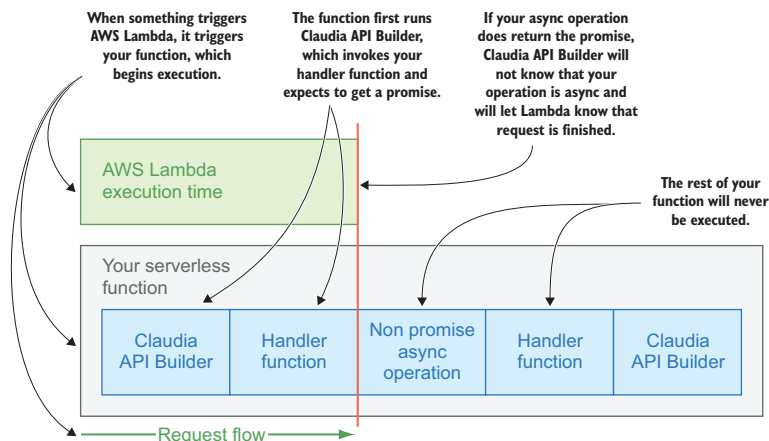 When something triggers
AWS Lambda, it triggers
your function, which
begins execution.
The function first runs
Claudia API Builder,
which invokes your
handler function and
expects to get a promise.
If your async operation
does return the promise,
Claudia API Builder will
not know that your
operation is async and
will let Lambda know that
request is finished.
The rest of your
function will never
be executed.
AWS Lambda
execution time
Your serverless
function
Claudia
API Builder
Handler
function
Non promise
async
operation
Handler
function
Claudia
API Builder
Request flow